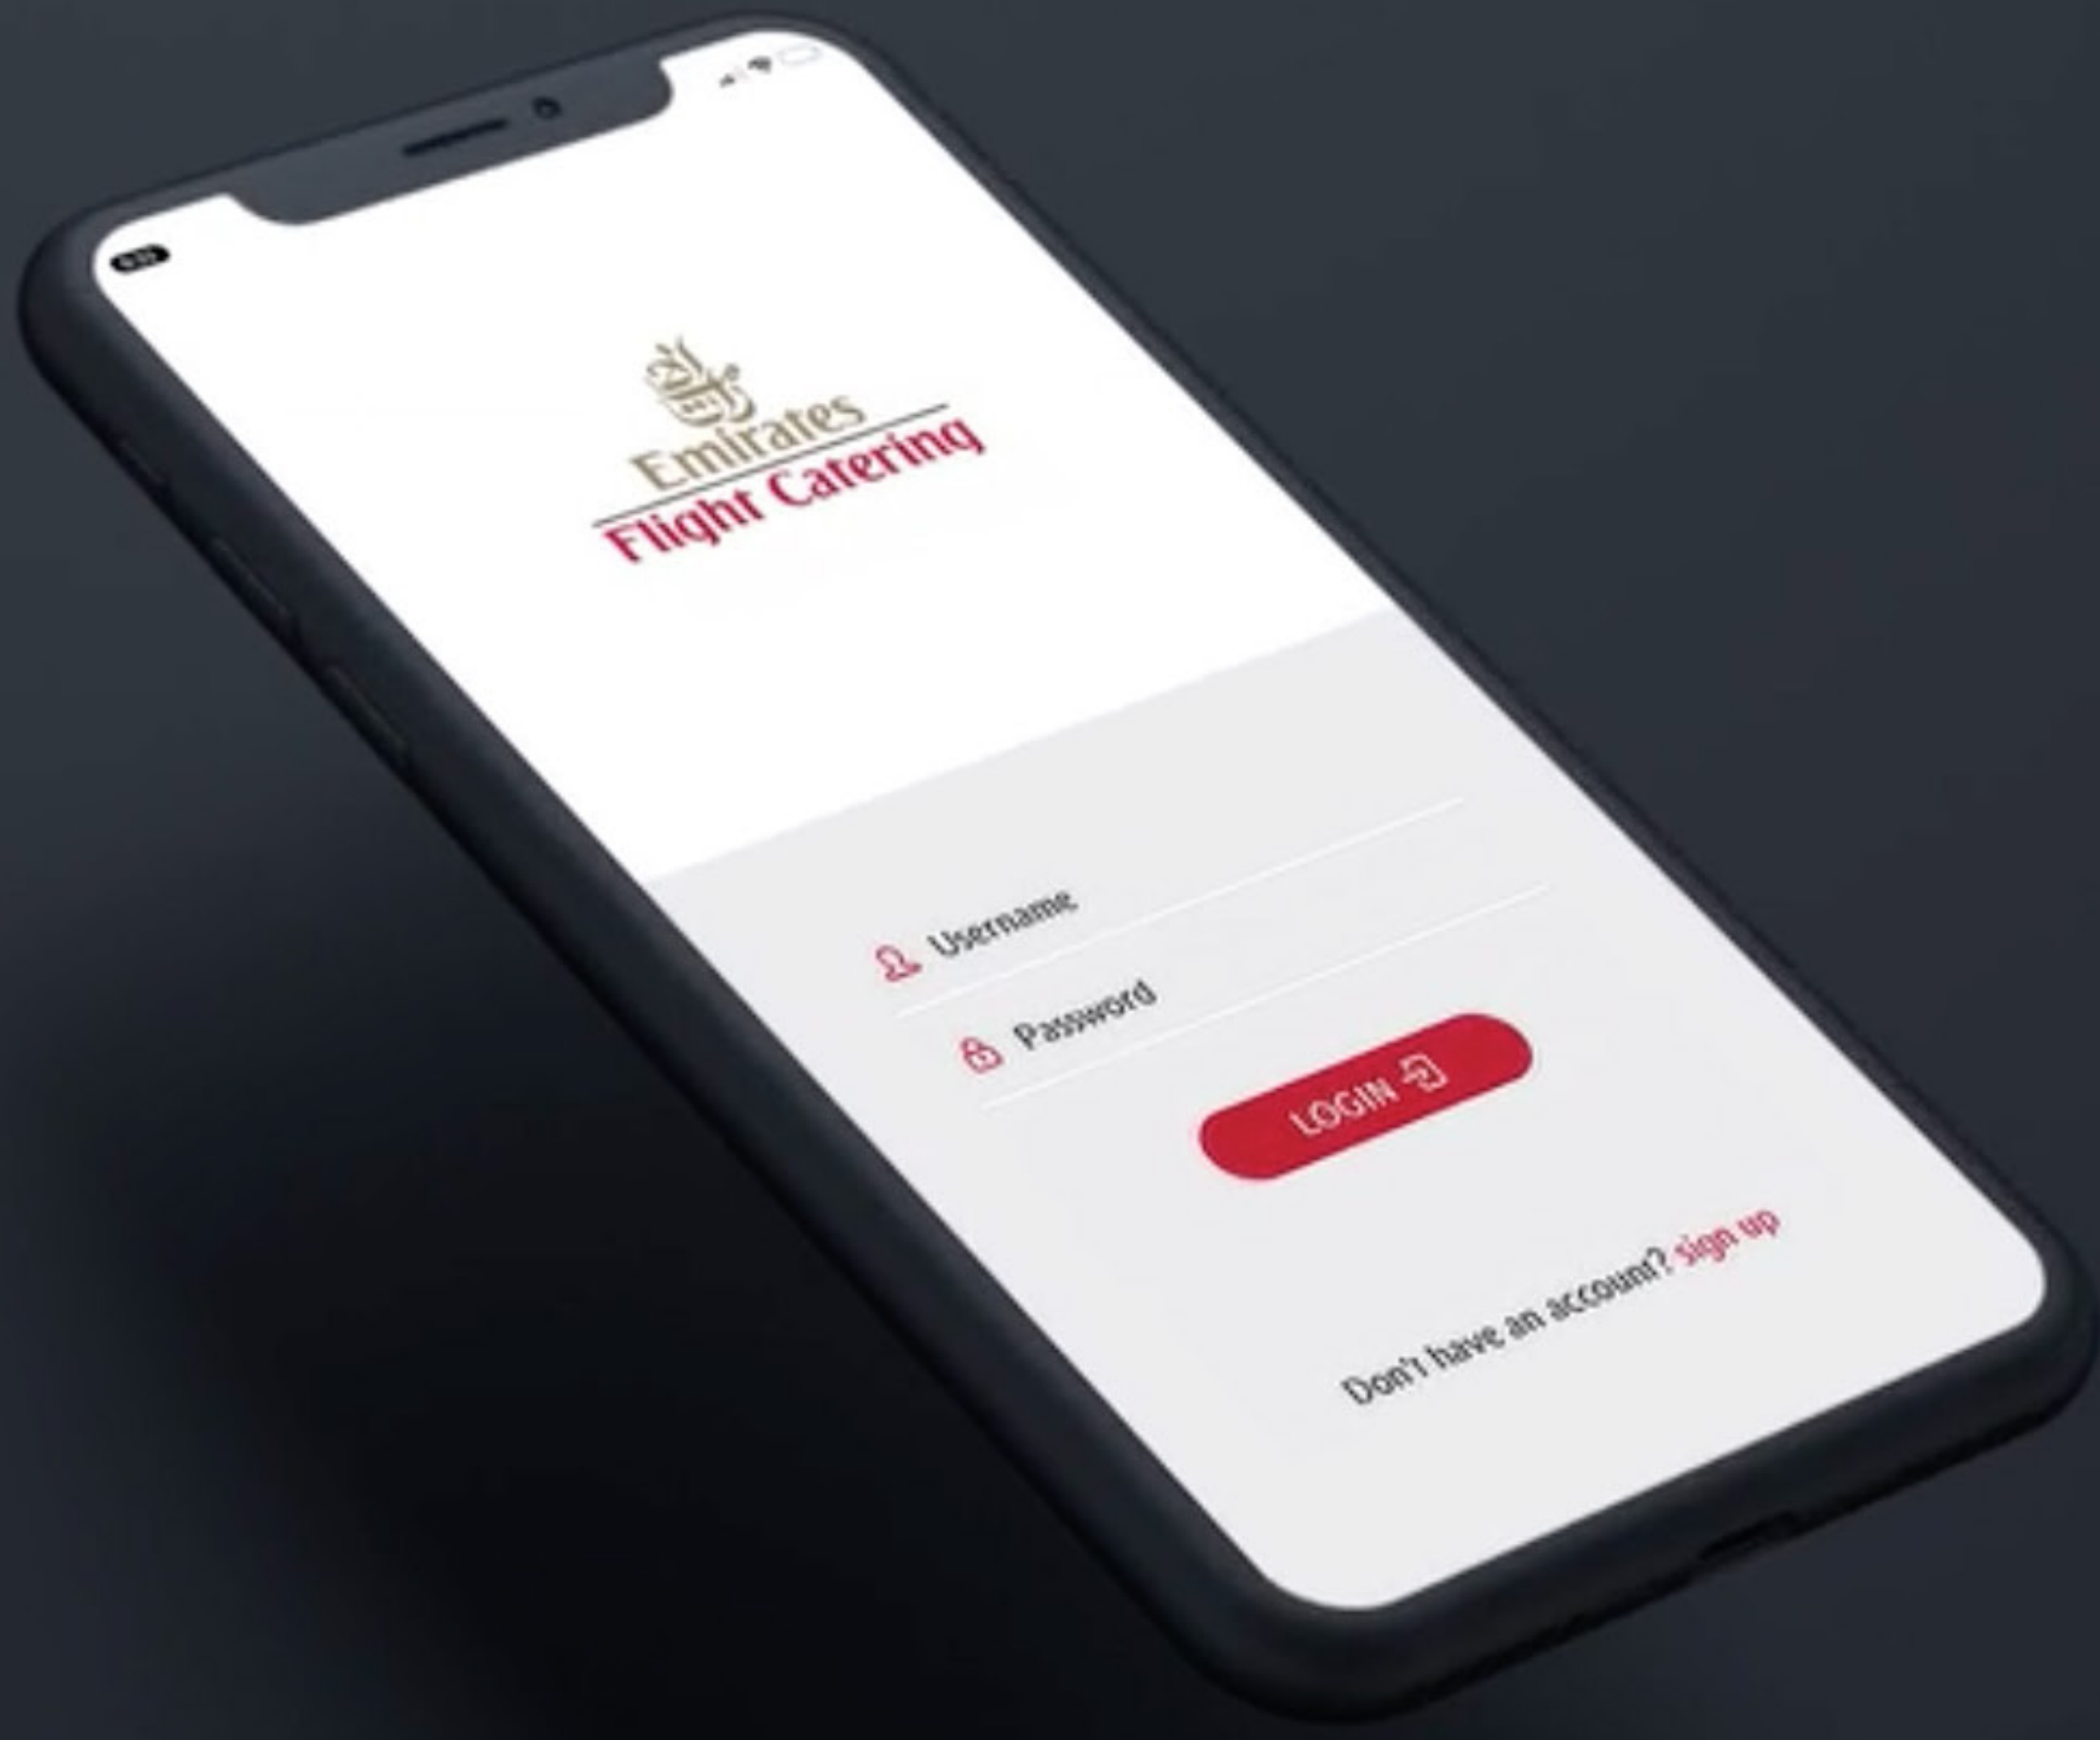 Emirates
Flight Catering
Username
Password
LOGIN
Don't have an account? sign up